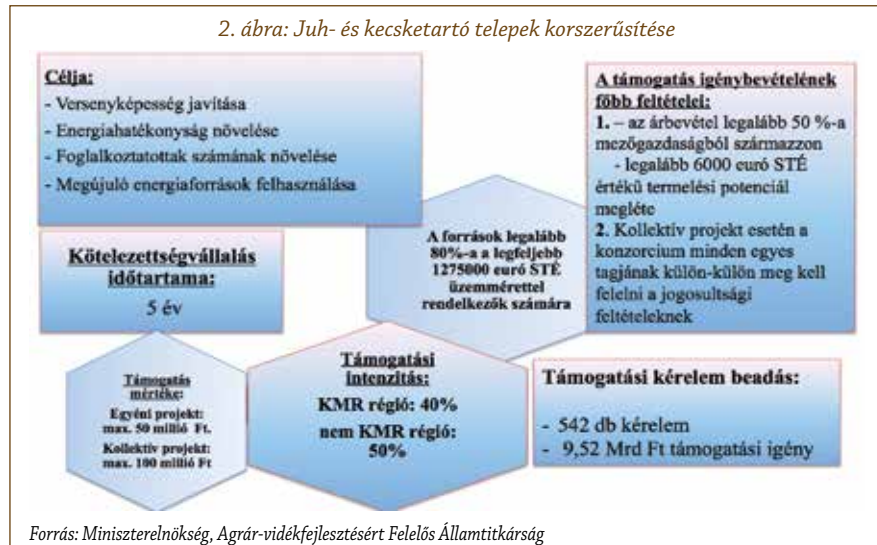 2. ábra: Juh- és kecsketartó telepek korszerűsítése
Célja:
- Versenyképesség javítása
- Energiahatékonyság növelése
- Foglalkoztatottak számának növelése
- Megújuló energiaforrások felhasználása
A támogatás igénybevételének
főbb feltételei:
1. – az árbevétel legalább 50 %-a
mezőgazdaságból származzon
- legalább 6000 euró STÉ
értékű termelési potenciál
megléte
2. Kollektív projekt esetén a
konzorcium minden egyes
tagjának külön-külön meg kell
felelni a jogosultsági
feltételeknek
A források legalább
80%-a a legfeljebb
1275000 euró STÉ
üzemmérettel
rendelkezők számára
Kötelezettségvállalás
időtartama:
5 év
Támogatás
mértéke:
Egyéni projekt:
max. 50 millió Ft.
Kollektív projekt:
max. 100 millió Ft
Támogatási
intenzitás:
KMR régió: 40%
nem KMR régió:
50%
Támogatási kérelem beadás:
- 542 db kérelem
- 9,52 Mrd Ft támogatási igény
Forrás: Miniszterelnökség, Agrár-vidékfejlesztésért Felelős Államtitkárság